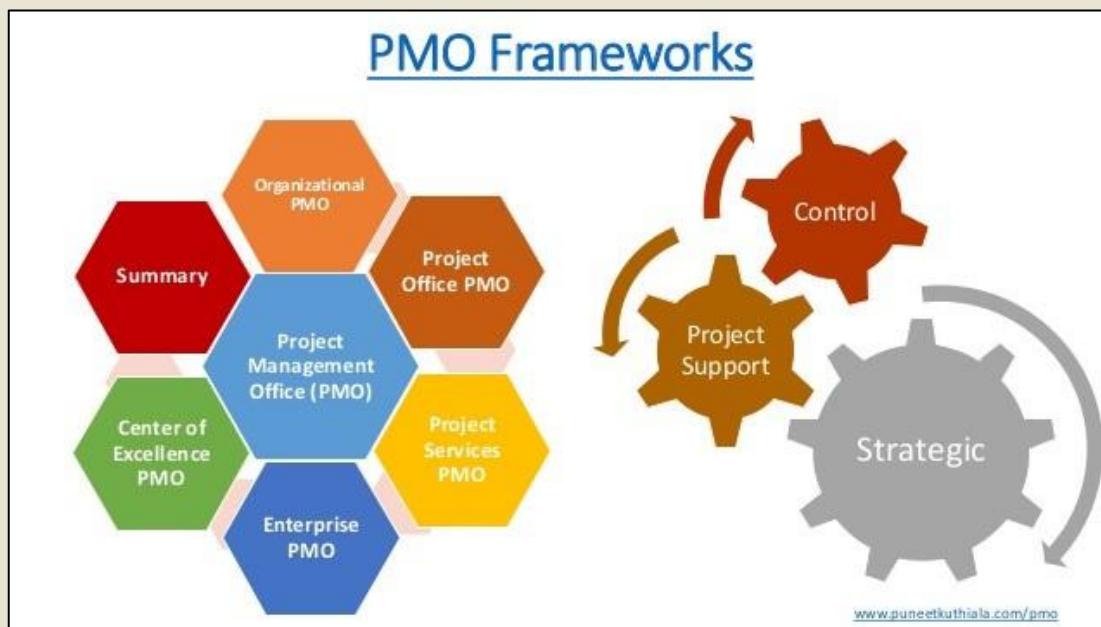 PMO Frameworks
Organizational
PMO
Project
Office PMO
Project
Services
PMO
Enterprise
PMO
Center of
Excellence
PMO
Summary
Project
Management
Office (PMO)
Control
Project
Support
Strategic
www.puneetkuthiala.com/pmo